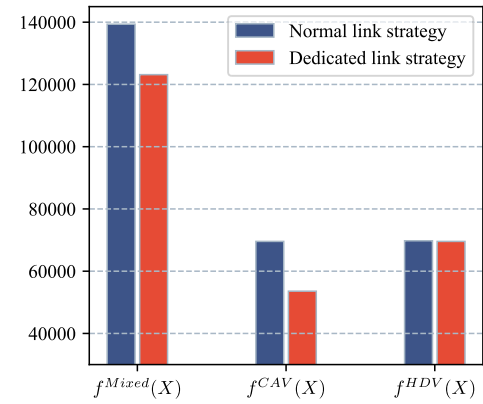 140000
120000
100000
80000
60000
40000
Normal link strategy
Dedicated link strategy
f^{Mixed}(X)
f^{CAV}(X)
f^{HDV}(X)